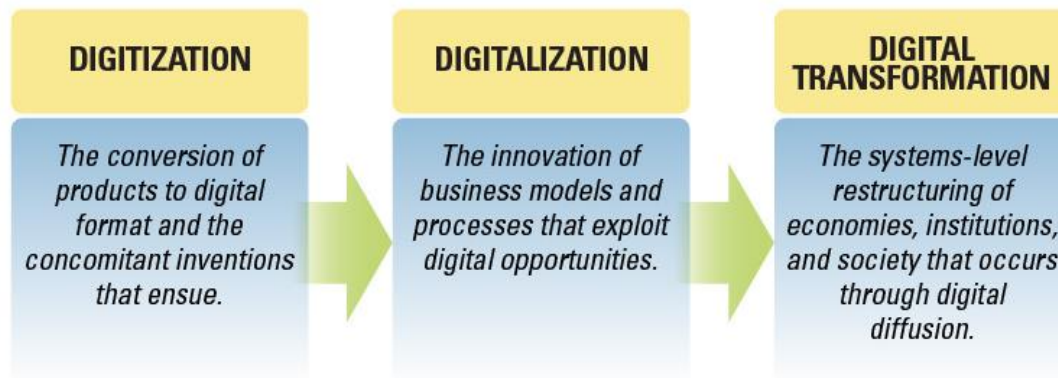 DIGITIZATION
The conversion of
products to digital
format and the
concomitant inventions
that ensue.
DIGITALIZATION
The innovation of
business models and
processes that exploit
digital opportunities.
DIGITAL
TRANSFORMATION
The systems-level
restructuring of
economies, institutions,
and society that occurs
through digital
diffusion.